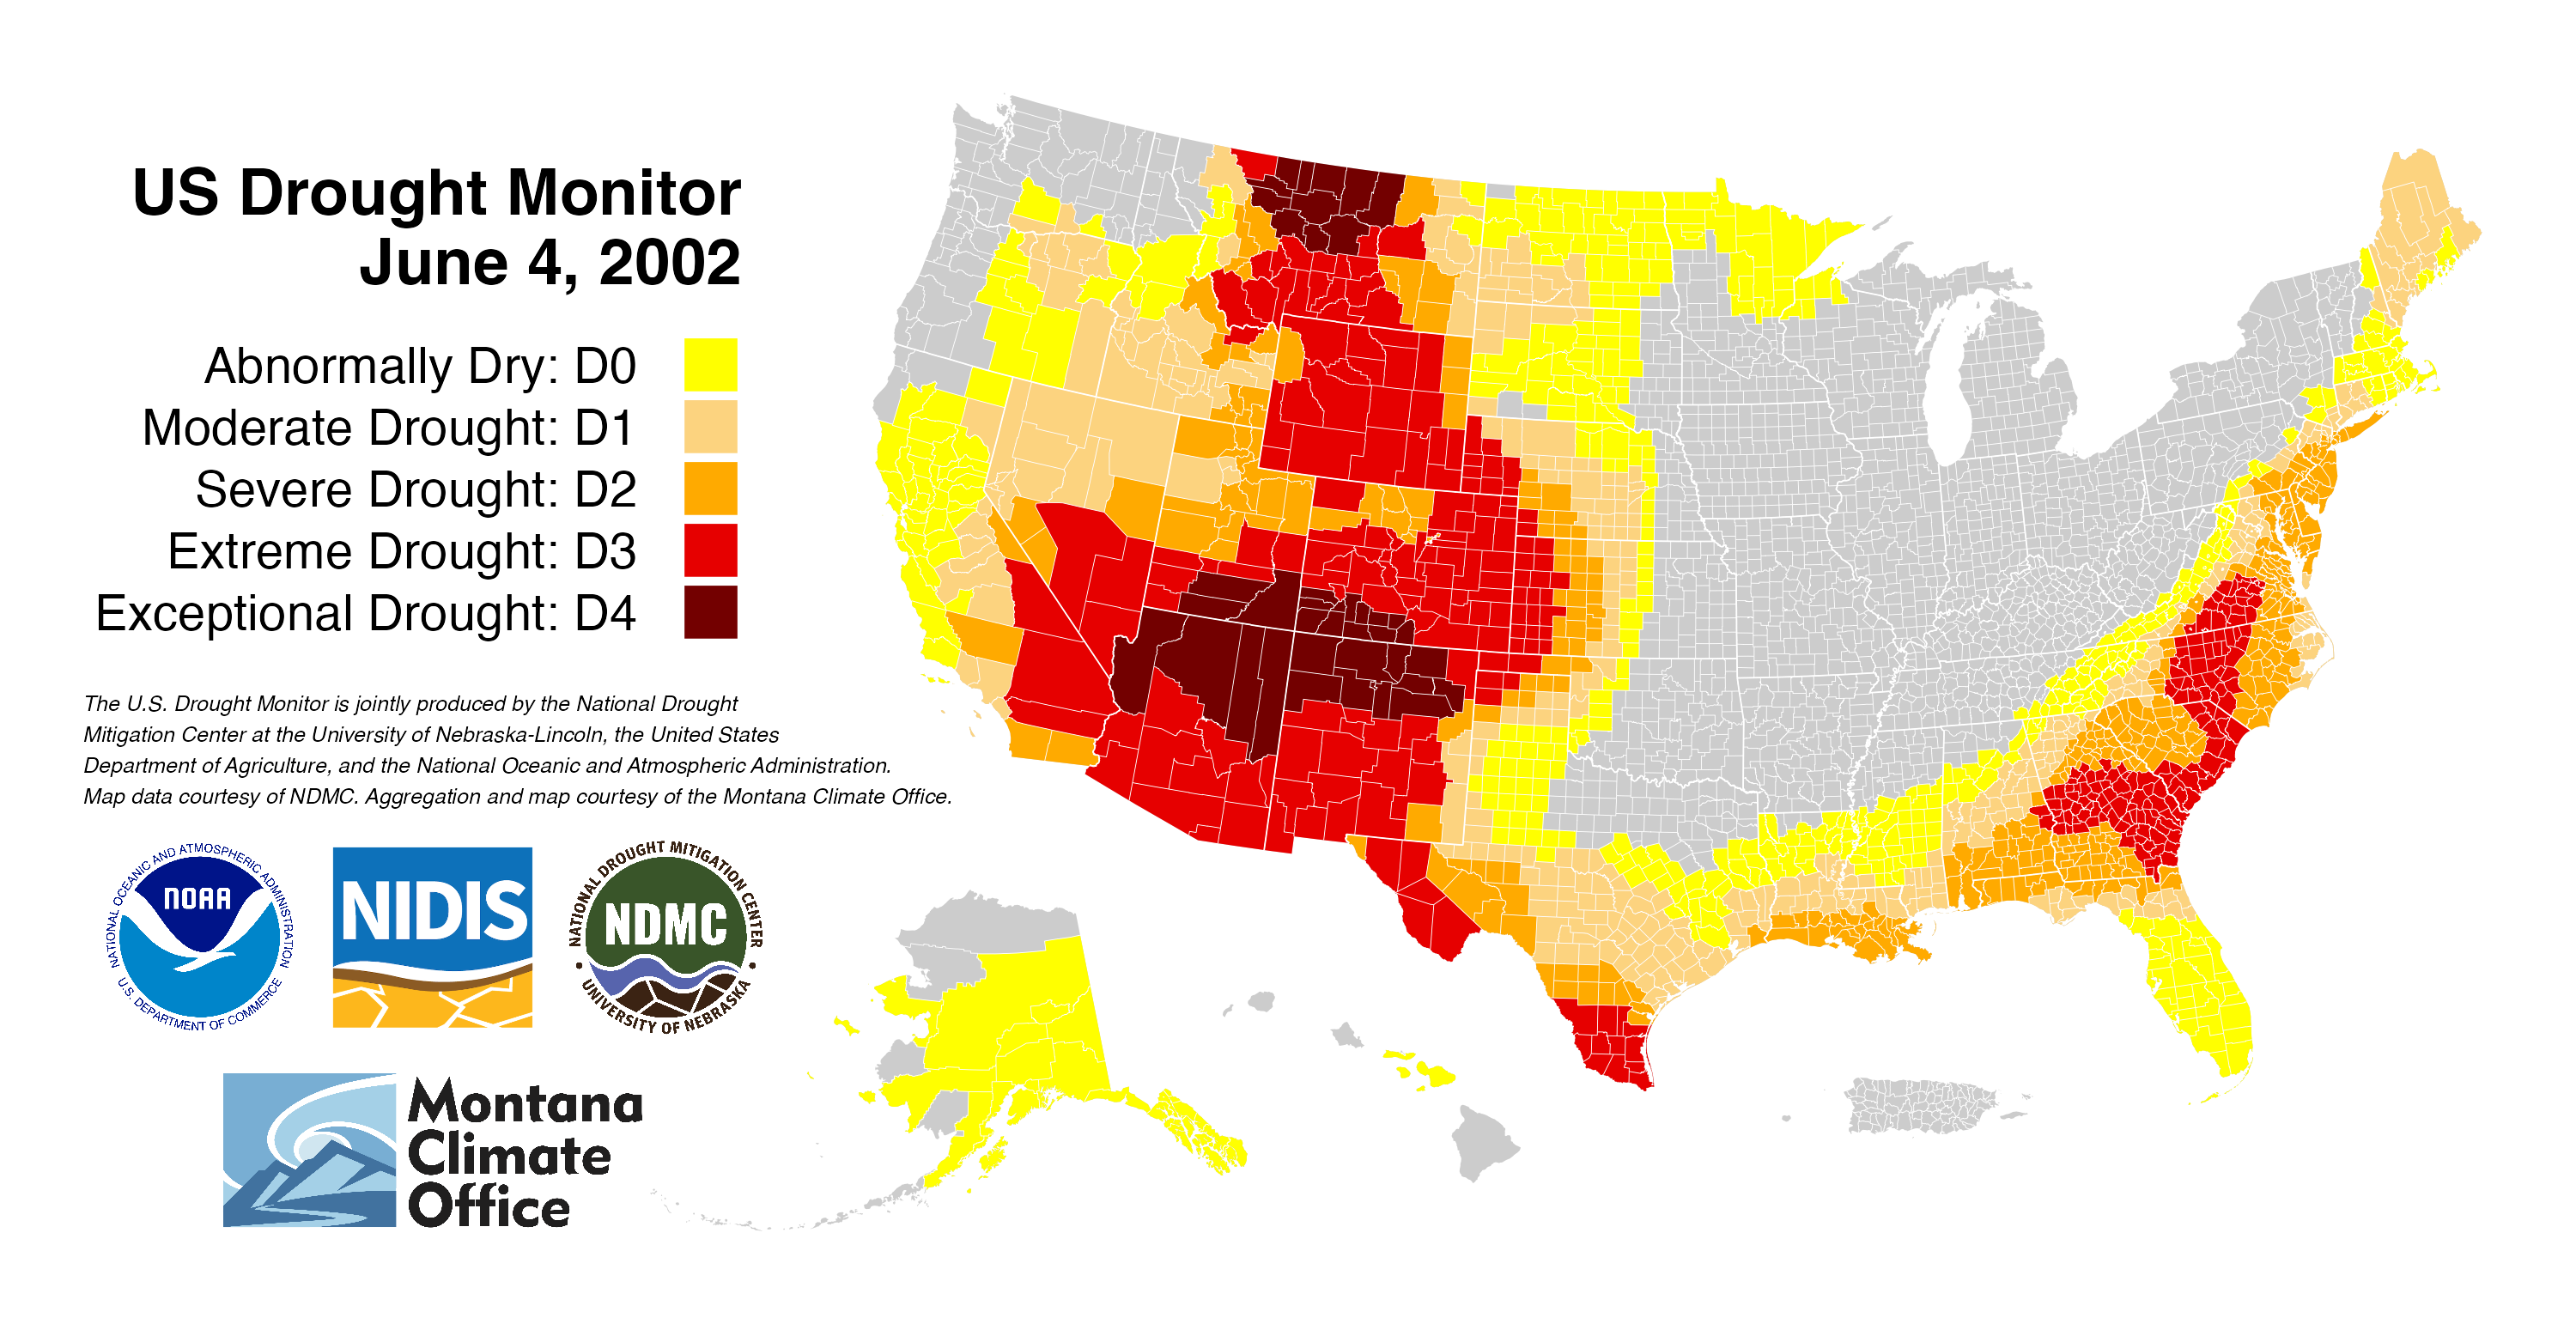 US Drought Monitor
June 4, 2002
Abnormally Dry: D0
Moderate Drought: D1
Severe Drought: D2
Extreme Drought: D3
Exceptional Drought: D4
The U.S. Drought Monitor is jointly produced by the National Drought
Mitigation Center at the University of Nebraska-Lincoln, the United States
Department of Agriculture, and the National Oceanic and Atmospheric Administration.
Map data courtesy of NDMC. Aggregation and map courtesy of the Montana Climate Office.
NATIONAL OCEANIC AND ATMOSPHERIC ADMINISTRATION
NOAA
U.S. DEPARTMENT OF COMMERCE
NIDIS
NATIONAL DROUGHT MITIGATION CENTER
NDMC
UNIVERSITY OF NEBRASKA
Montana
Climate
Office